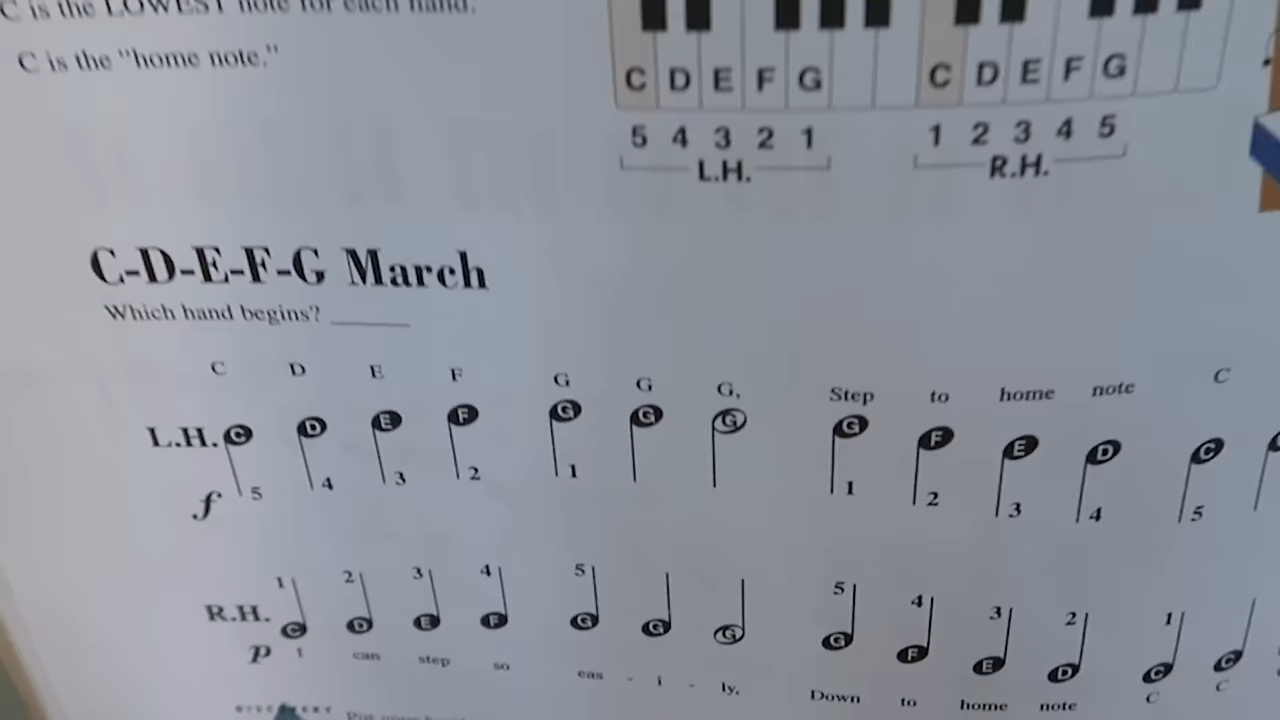 C is the LOWEST note for each hand.
C is the "home note."
C D E F G C D E F G
5 4 3 2 1 1 2 3 4 5
L.H. R.H.
C-D-E-F-G March
Which hand begins? ______
C D E F G G G, Step to home note C
L.H. C D E F G G G G F E D C
f 5 4 3 2 1 1 2 3 4 5
1 2 3 4 5 5 4 3 2 1
R.H. C D E F G G G G F E D C C
p I can step so eas - i - ly, Down to home note C C